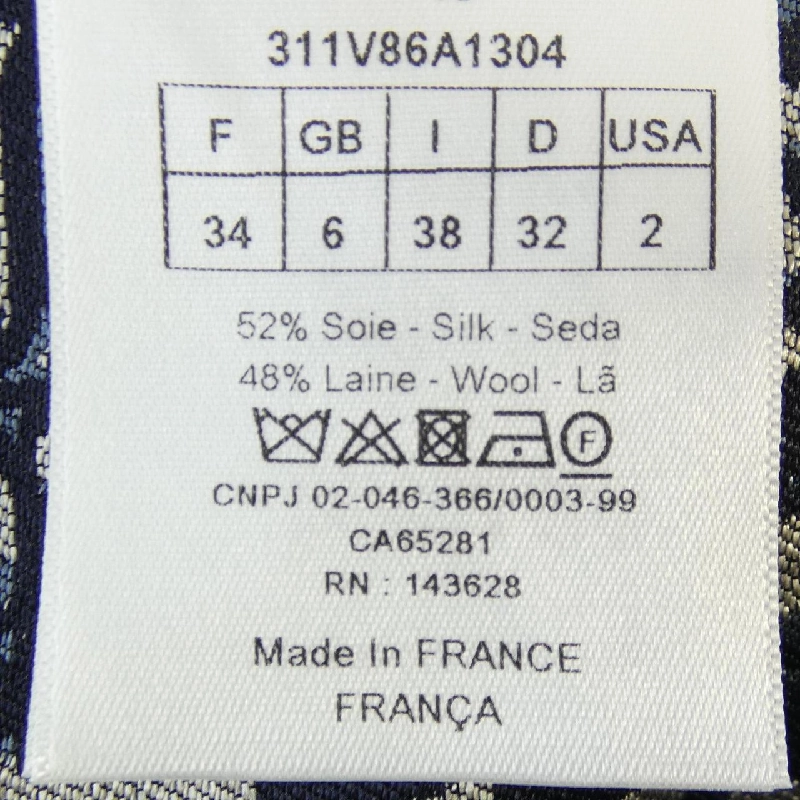 311V86A1304
F GB I D USA
34 6 38 32 2
52% Soie - Silk - Seda
48% Laine - Wool - Lã
F
CNPJ 02-046-366/0003-99
CA65281
RN : 143628
Made In FRANCE
FRANÇA